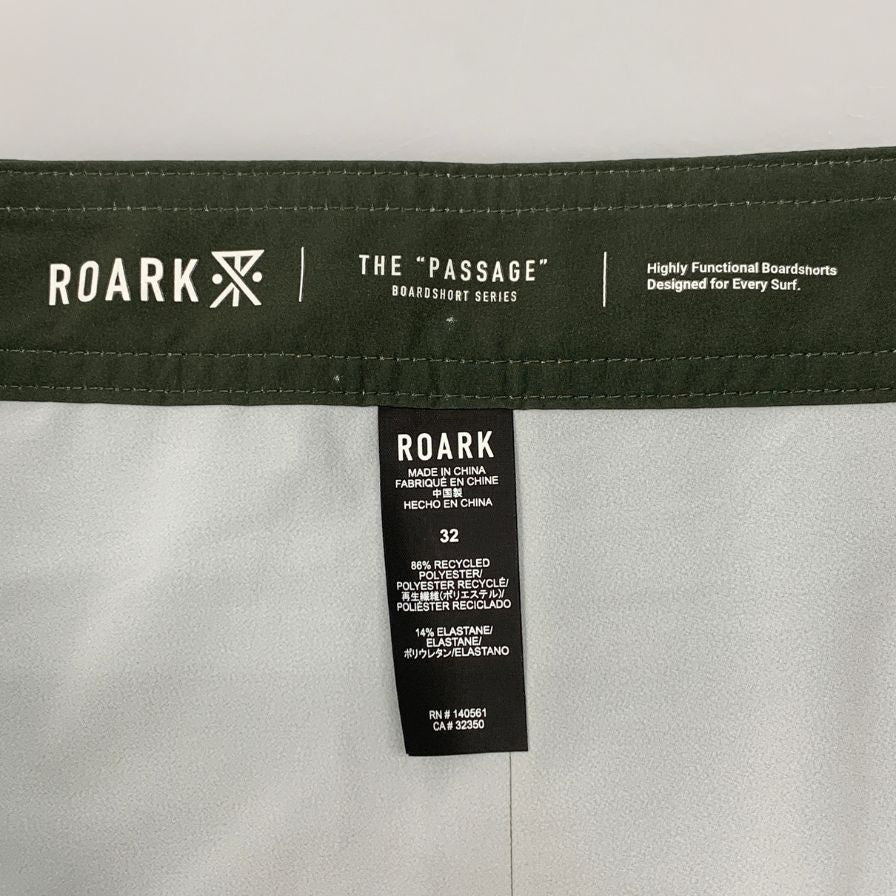 ROARK
THE "PASSAGE"
BOARDSHORT SERIES
Highly Functional Boardshorts
Designed for Every Surf.
ROARK
MADE IN CHINA
FABRIQUÉ EN CHINE
中国製
HECHO EN CHINA
32
86% RECYCLED
POLYESTER/
POLYESTER RECYCLÉ/
再生繊維(ポリエステル)/
POLIÉSTER RECICLADO
14% ELASTANE/
ELASTANE/
ポリウレタン/ELASTANO
RN # 140561
CA # 32350